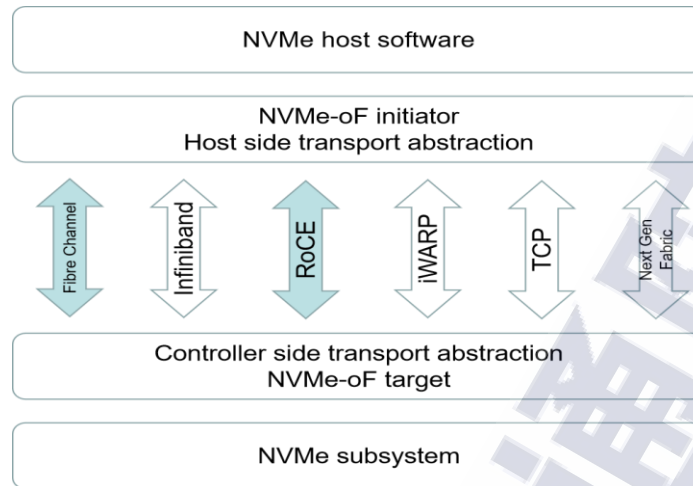 NVMe host software
NVMe-oF initiator
Host side transport abstraction
Fibre Channel
Infiniband
RoCE
iWARP
TCP
Next Gen
Fabric
Controller side transport abstraction
NVMe-oF target
NVMe subsystem